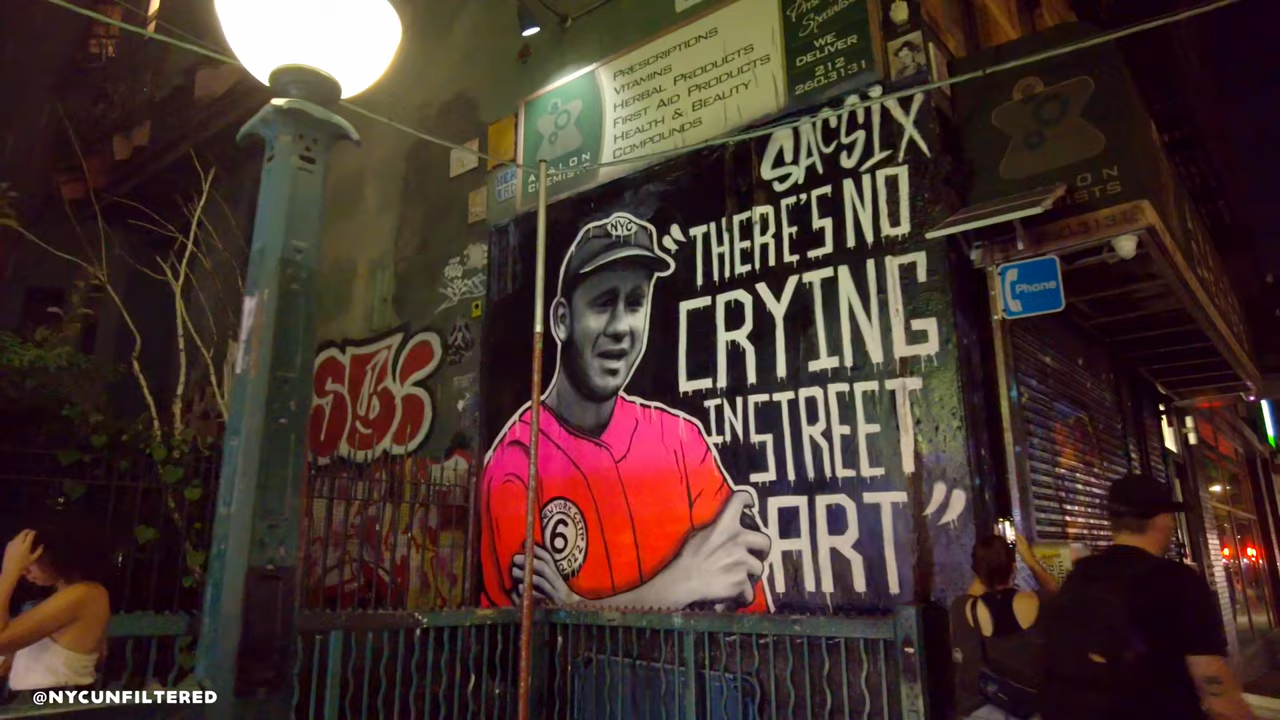 PRESCRIPTIONS
VITAMINS
HERBAL PRODUCTS
FIRST AID PRODUCTS
HEALTH & BEAUTY
COMPOUNDS
WE
DELIVER
212
260.3131
SACSIX
"THERE'S NO
CRYING
IN STREET
ART"
NYC
NEW YORK CITY
6
2022
Phone
@NYCUNFILTERED